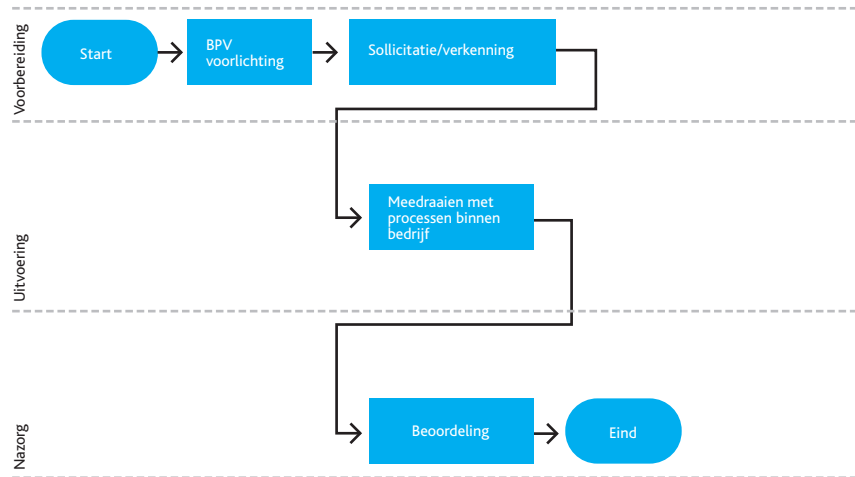 Voorbereiding
Start
BPV
voorlichting
Sollicitatie/verkenning
Uitvoering
Meedraaien met
processen binnen
bedrijf
Nazorg
Beoordeling
Eind